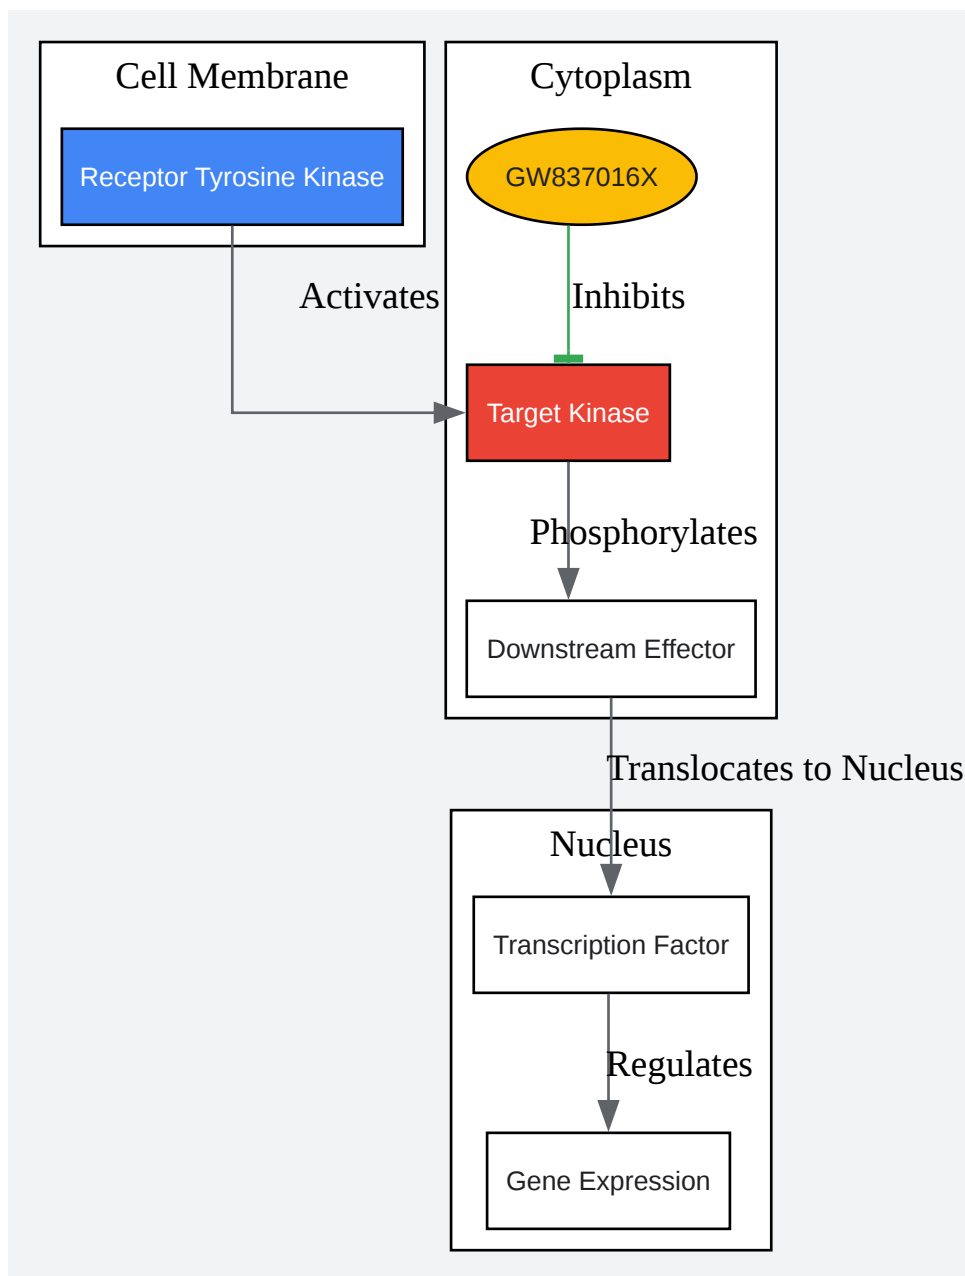 Cell Membrane
Receptor Tyrosine Kinase
Cytoplasm
GW837016X
Activates
Inhibits
Target Kinase
Phosphorylates
Downstream Effector
Translocates to Nucleus
Nucleus
Transcription Factor
Regulates
Gene Expression